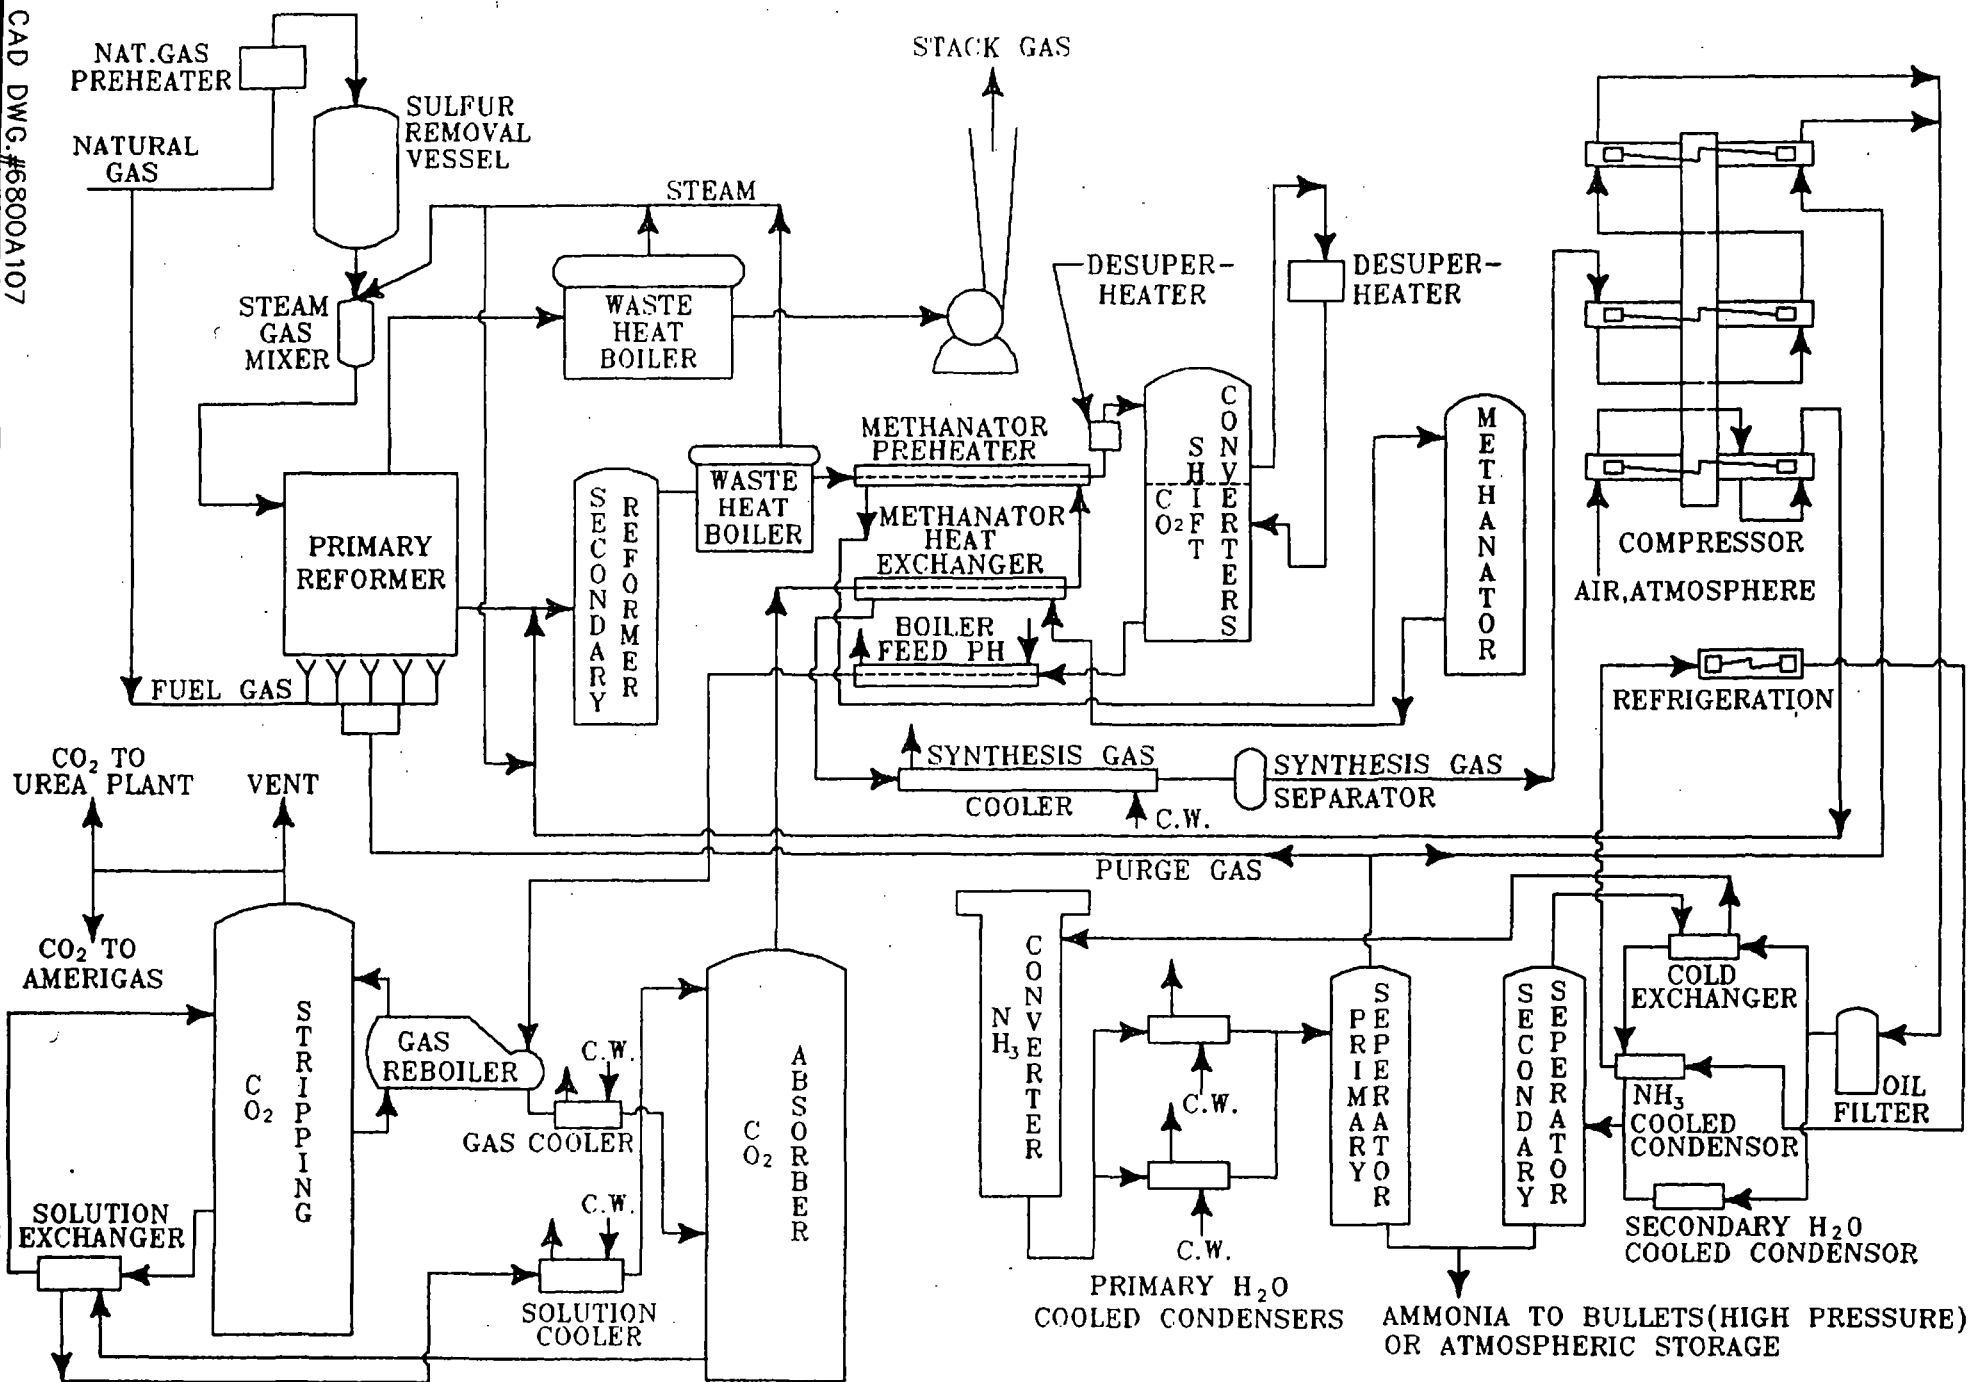 CAD DWG.#6800A107
NAT.GAS
PREHEATER
NATURAL
GAS
SULFUR
REMOVAL
VESSEL
STEAM
GAS
MIXER
STEAM
WASTE
HEAT
BOILER
STACK GAS
DESUPER-
HEATER
DESUPER-
HEATER
PRIMARY
REFORMER
FUEL GAS
SECONDARY
REFORMER
WASTE
HEAT
BOILER
METHANATOR
PREHEATER
METHANATOR
HEAT
EXCHANGER
BOILER
FEED PH
CO2
SHIFT
CONVERTERS
METHANATOR
COMPRESSOR
AIR,ATMOSPHERE
REFRIGERATION
SYNTHESIS GAS
COOLER
C.W.
SYNTHESIS GAS
SEPARATOR
PURGE GAS
CO2 TO
UREA PLANT
VENT
CO2 TO
AMERIGAS
CO2
STRIPPING
GAS
REBOILER
C.W.
GAS COOLER
C.W.
SOLUTION
COOLER
SOLUTION
EXCHANGER
CO2
ABSORBER
NH3
CONVERTER
C.W.
C.W.
PRIMARY H2O
COOLED CONDENSERS
PRIMARY
SEPERATOR
SECONDARY
SEPERATOR
COLD
EXCHANGER
NH3
COOLED
CONDENSOR
OIL
FILTER
SECONDARY H2O
COOLED CONDENSOR
AMMONIA TO BULLETS(HIGH PRESSURE)
OR ATMOSPHERIC STORAGE